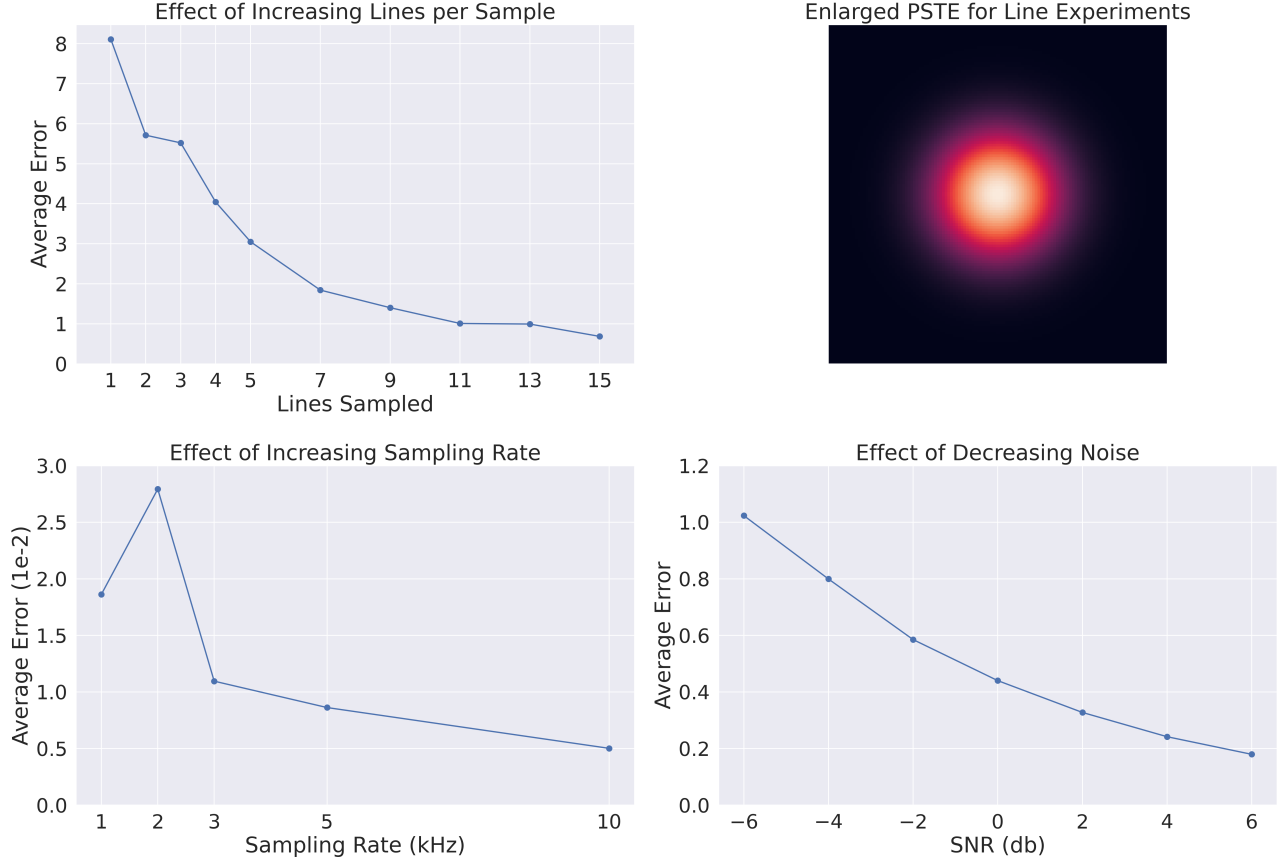 Effect of Increasing Lines per Sample
Average Error
8
7
6
5
4
3
2
1
0
1 2 3 4 5 7 9 11 13 15
Lines Sampled
Enlarged PSTE for Line Experiments
Effect of Increasing Sampling Rate
Average Error (1e-2)
3.0
2.5
2.0
1.5
1.0
0.5
0.0
1 2 3 5 10
Sampling Rate (kHz)
Effect of Decreasing Noise
Average Error
1.2
1.0
0.8
0.6
0.4
0.2
0.0
−6 −4 −2 0 2 4 6
SNR (db)